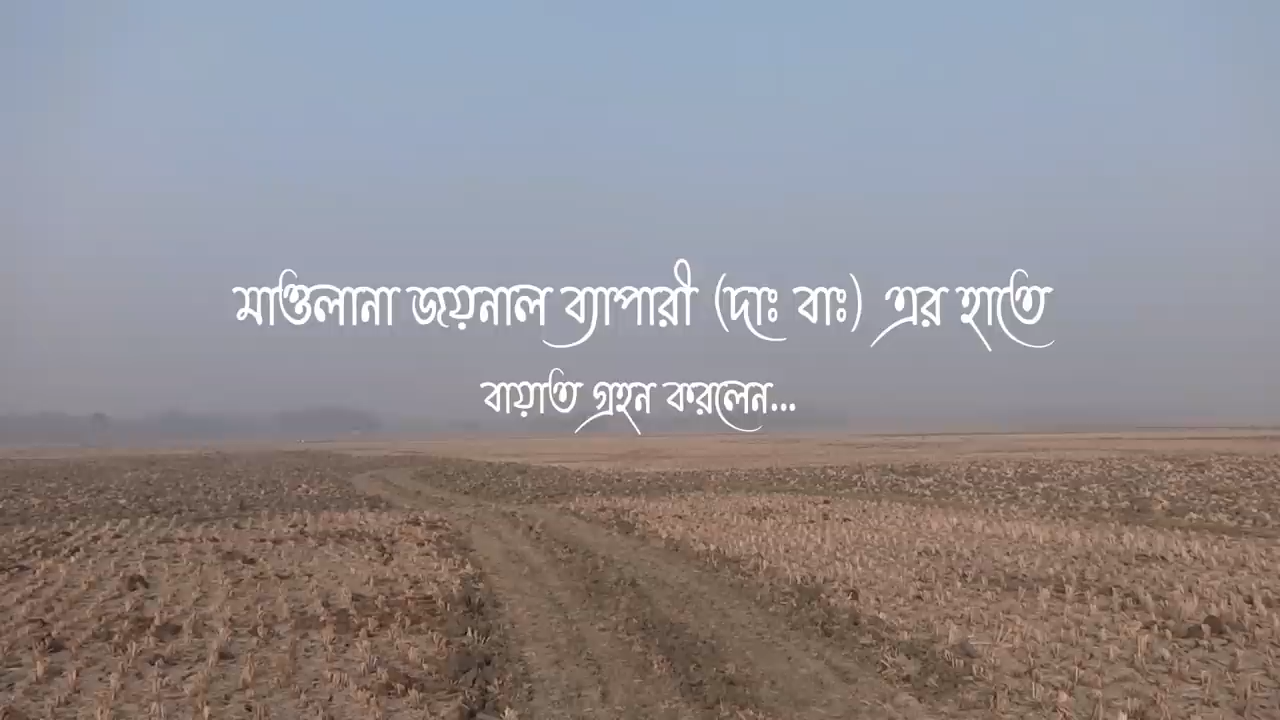 মাওলানা জয়নাল ব্যাপারী (দাঃ বাঃ) এর হাতে
বায়াত গ্রহন করলেন...